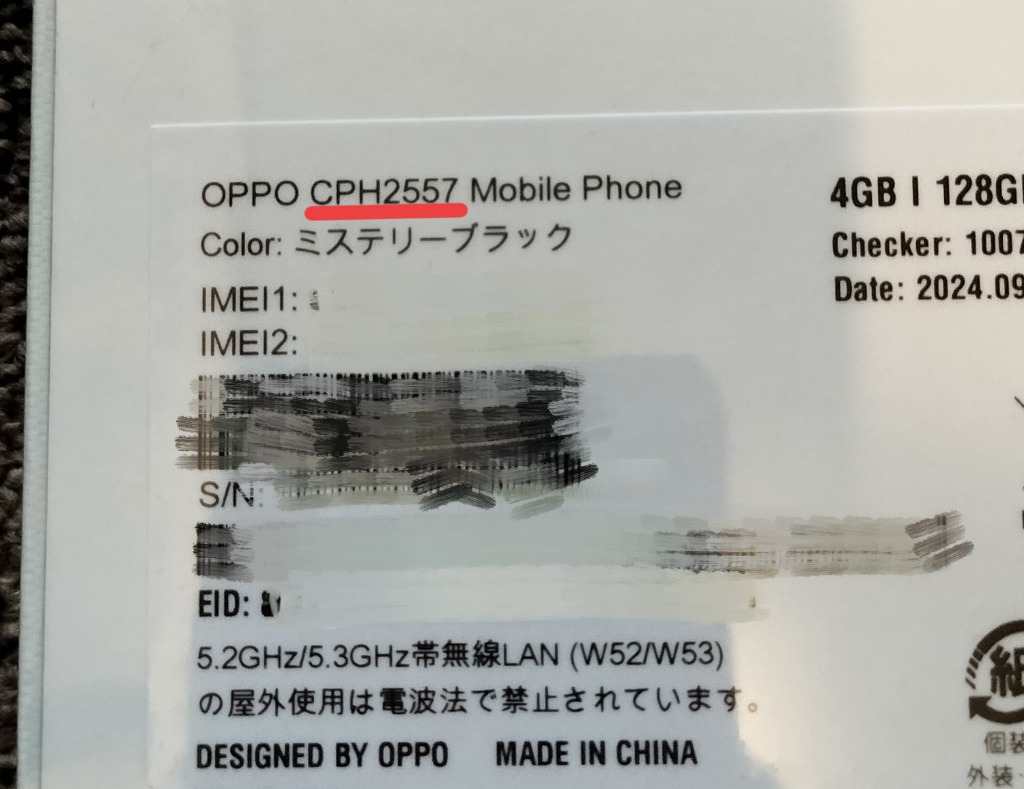 OPPO CPH2557 Mobile Phone
Color: ミステリーブラック
IMEI1:
IMEI2:
S/N:
EID:
5.2GHz/5.3GHz帯無線LAN (W52/W53)
の屋外使用は電波法で禁止されています。
DESIGNED BY OPPO MADE IN CHINA
4GB | 128G
Checker: 1007
Date: 2024.09
紙
個装
外装